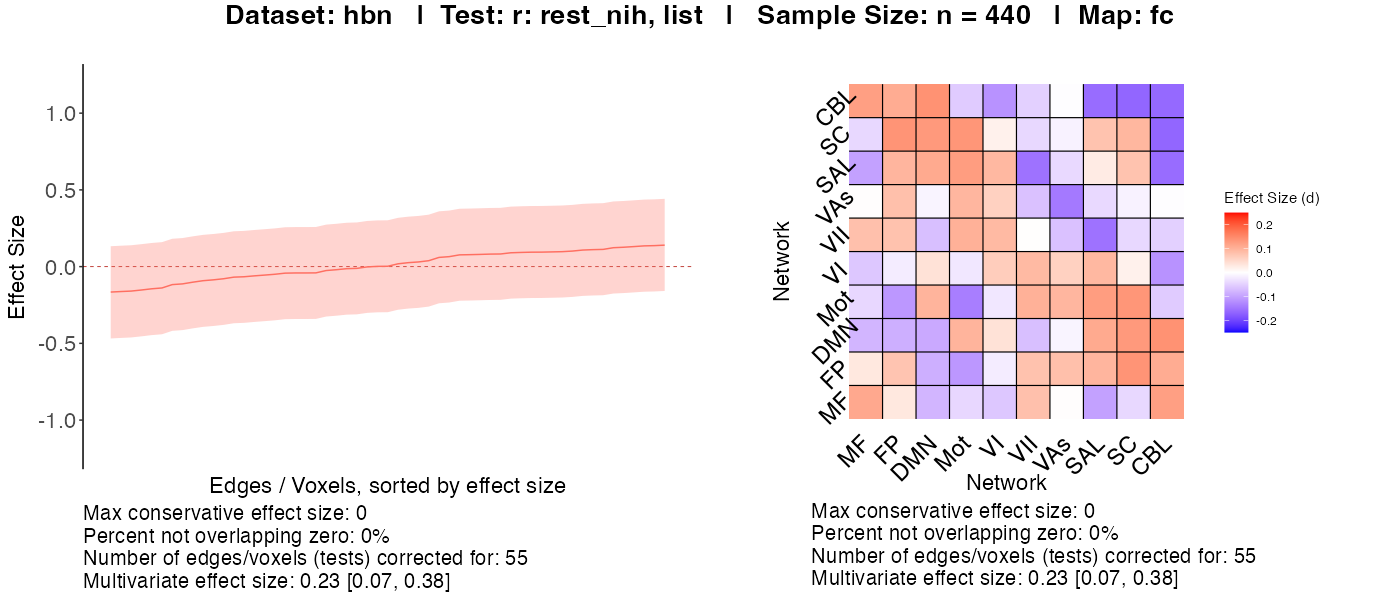 Dataset: hbn | Test: r: rest_nih, list | Sample Size: n = 440 | Map: fc
Effect Size
1.0
0.5
0.0
-0.5
-1.0
Edges / Voxels, sorted by effect size
Max conservative effect size: 0
Percent not overlapping zero: 0%
Number of edges/voxels (tests) corrected for: 55
Multivariate effect size: 0.23 [0.07, 0.38]
Network
CBL
SC
SAL
VAs
VII
VI
Mot
DMN
FP
MF
MF FP DMN Mot VI VII VAs SAL SC CBL
Network
Effect Size (d)
0.2
0.1
0.0
-0.1
-0.2
Max conservative effect size: 0
Percent not overlapping zero: 0%
Number of edges/voxels (tests) corrected for: 55
Multivariate effect size: 0.23 [0.07, 0.38]